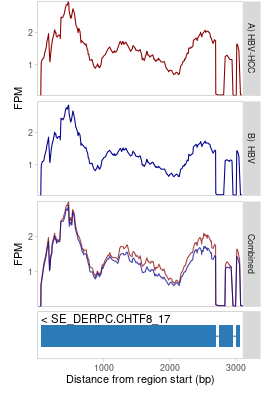 2
1
A) HBV-HCC
FPM
2
1
B) HBV
2
1
Combined
FPM
< SE_DERPC.CHTF8_17
1000 2000 3000
Distance from region start (bp)